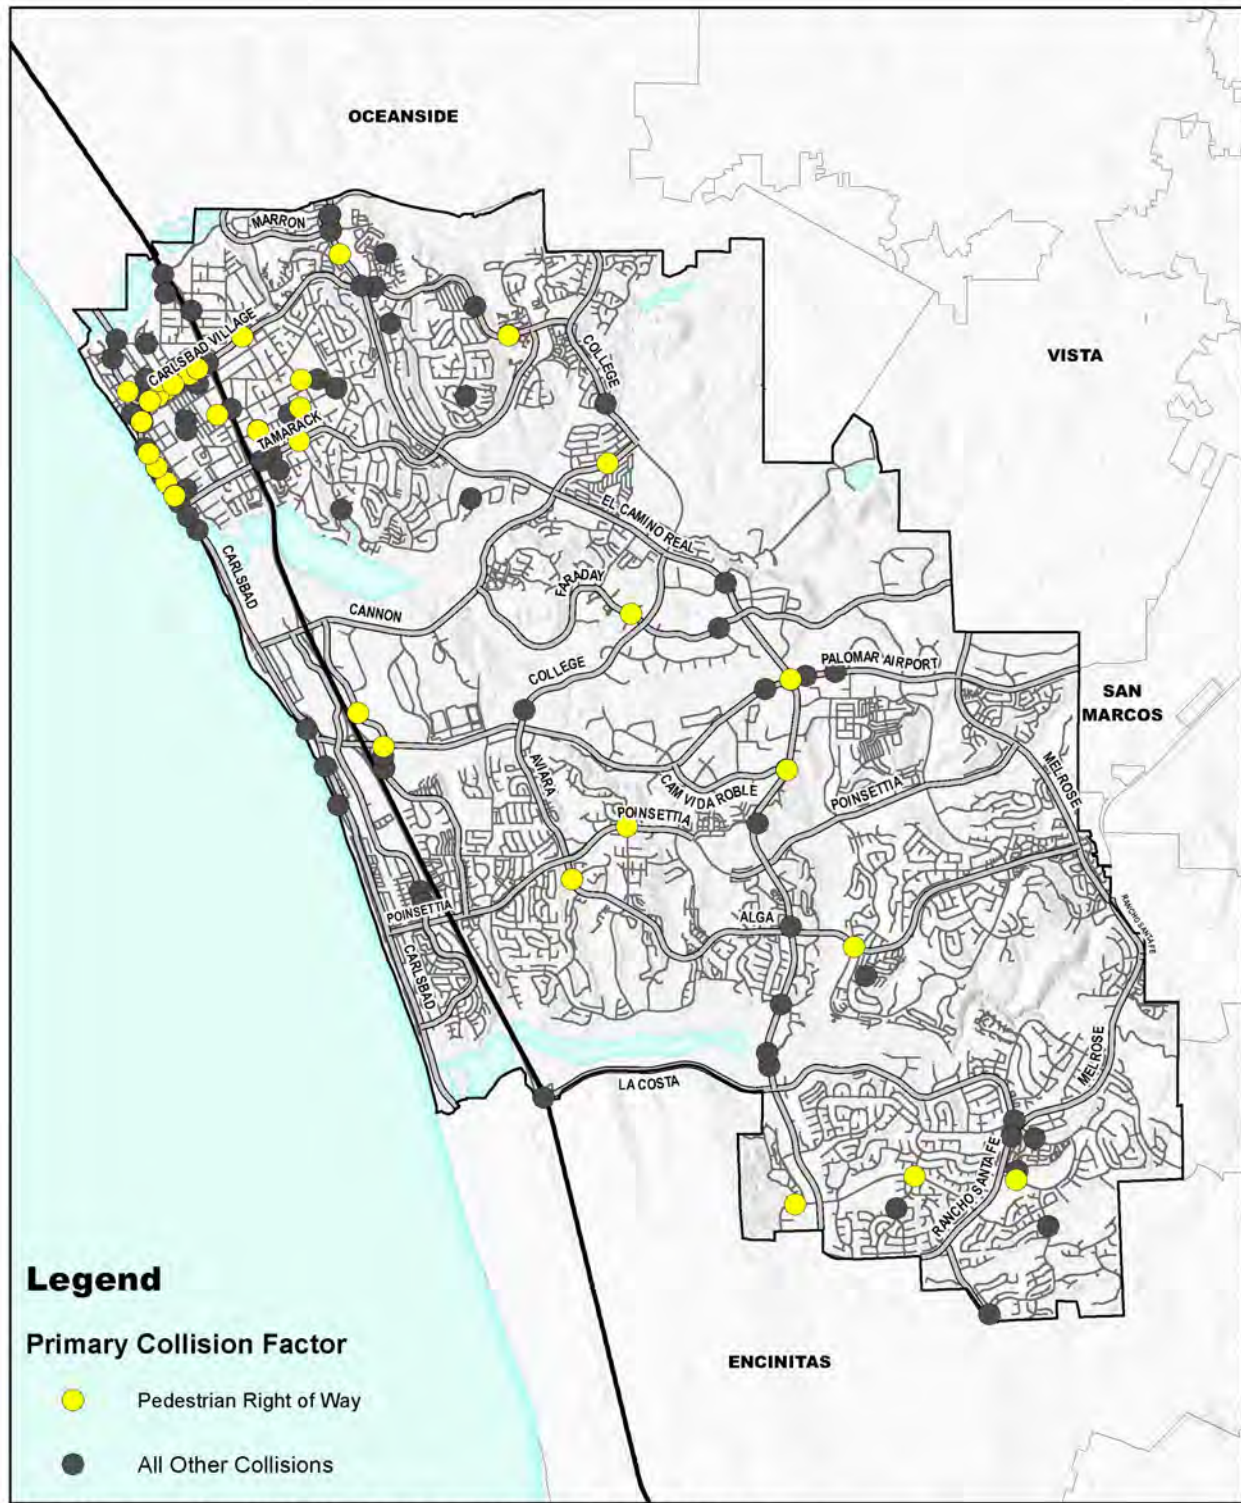 OCEANSIDE
MARRON
CARLSBAD VILLAGE
COLLEGE
VISTA
TAMARACK
EL CAMINO REAL
CARLSBAD
FARADAY
CANNON
COLLEGE
PALOMAR AIRPORT
SAN
MARCOS
AVIARA
CAM VIDA ROBLE
POINSETTIA
MELROSE
POINSETTIA
POINSETTIA
ALGA
RANCHO SANTA FE
CARLSBAD
LA COSTA
MELROSE
RANCHO SANTA FE
Legend
Primary Collision Factor
ENCINITAS
Pedestrian Right of Way
All Other Collisions